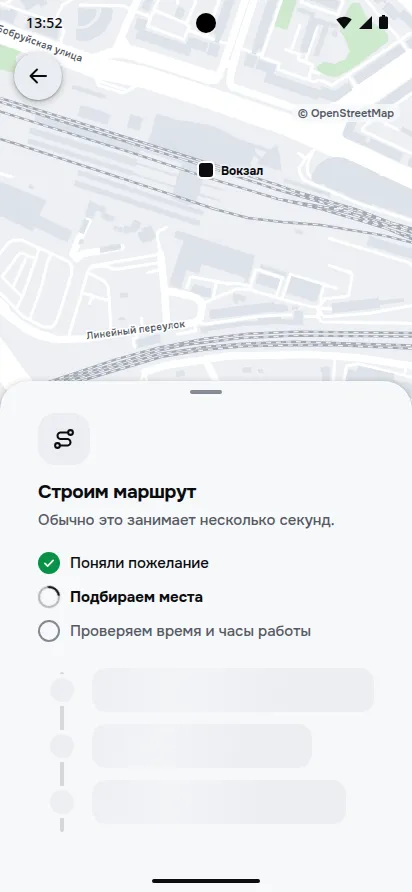 13:52
Бобруйская улица
© OpenStreetMap
Вокзал
Линейный переулок
Строим маршрут
Обычно это занимает несколько секунд.
Поняли пожелание
Подбираем места
Проверяем время и часы работы